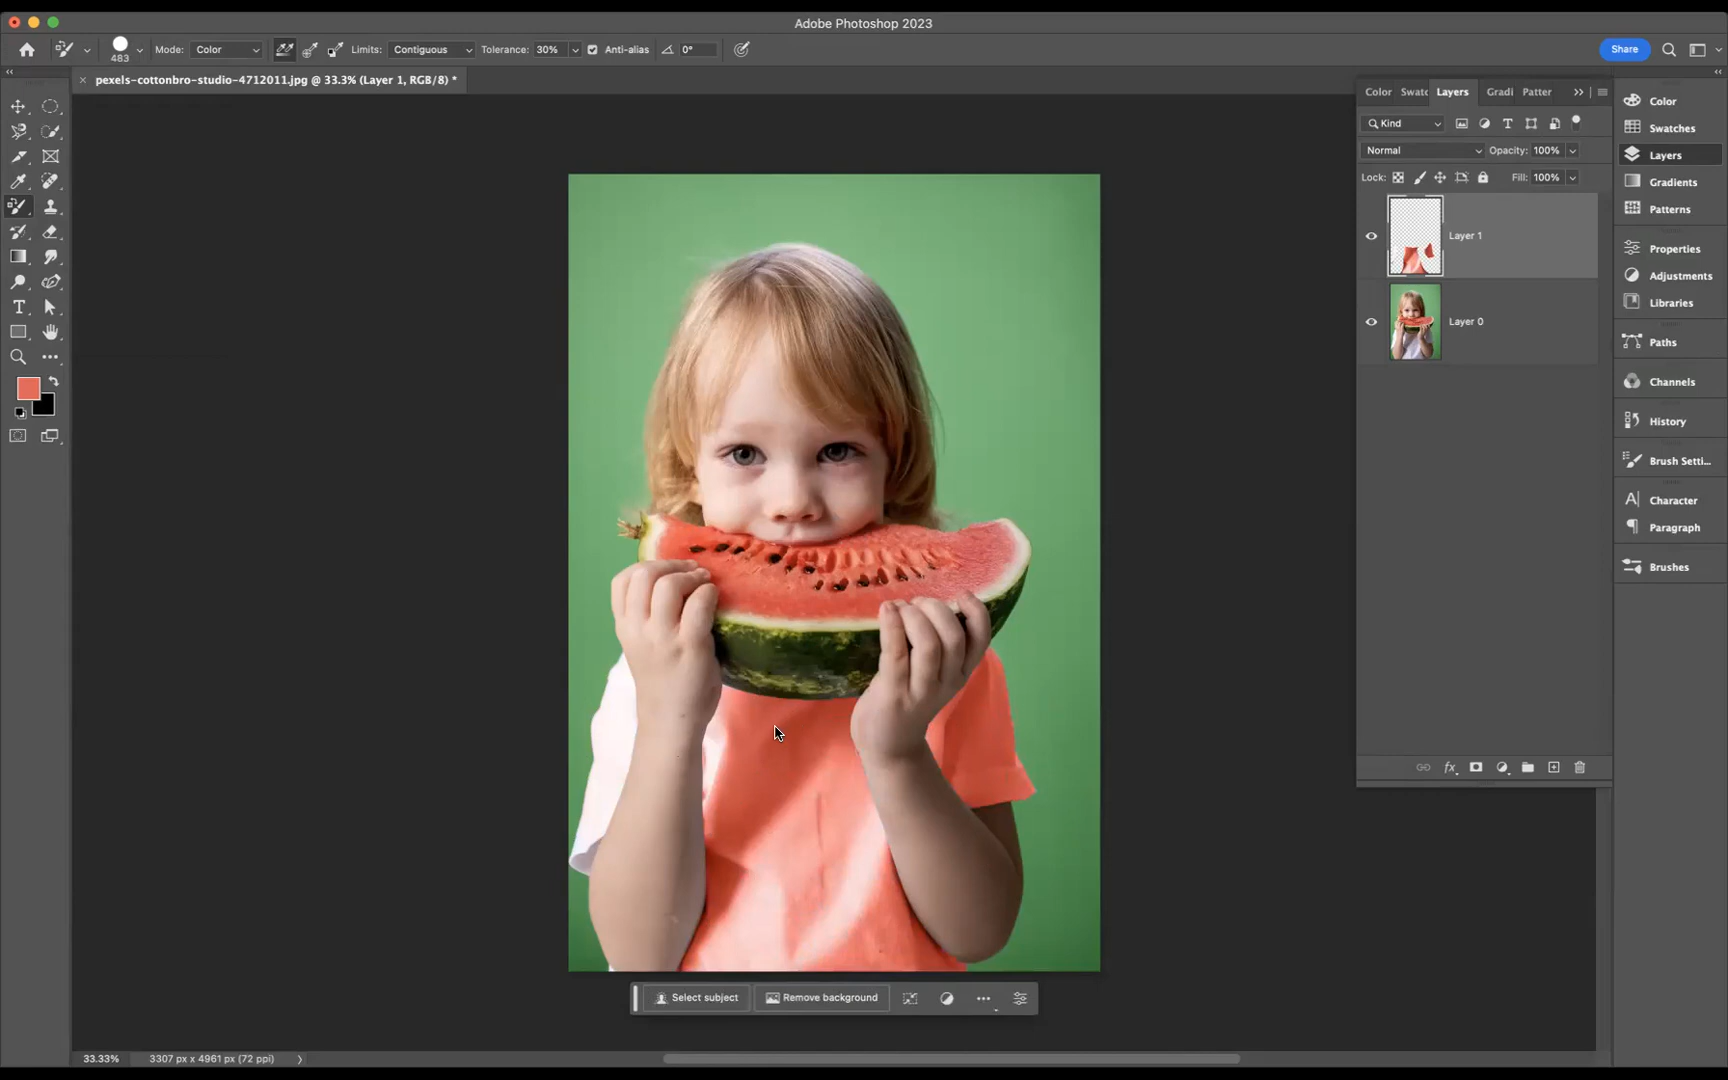 Adobe Photoshop 2023
483 Mode: Color Limits: Contiguous Tolerance: 30% Anti-alias 0° Share
pexels-cottonbro-studio-4712011.jpg @ 33.3% (Layer 1, RGB/8) *
Color Swatc Layers Gradi Patter
Kind
Normal Opacity: 100%
Lock: Fill: 100%
Layer 1
Layer 0
Color
Swatches
Layers
Gradients
Patterns
Properties
Adjustments
Libraries
Paths
Channels
History
Brush Setti...
Character
Paragraph
Brushes
Select subject Remove background
33.33% 3307 px x 4961 px (72 ppi)